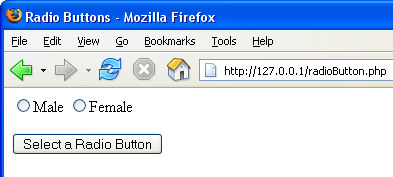 Radio Buttons - Mozilla Firefox
File Edit View Go Bookmarks Tools Help
http://127.0.0.1/radioButton.php
Male Female
Select a Radio Button